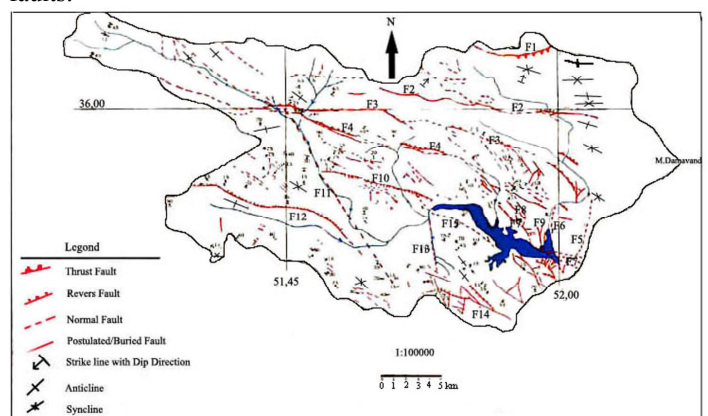 faults.
N
F1
F2
F2
36,00
F3
F4
F4
F3
M.Damavand
F10
F11
F12
F8
F9
F6
F15
F5
F13
51,45
52,00
F14
Legond
Thrust Fault
Revers Fault
Normal Fault
Postulated/Buried Fault
Strike line with Dip Direction
Anticline
Syncline
1:100000
0 1 2 3 4 5 km